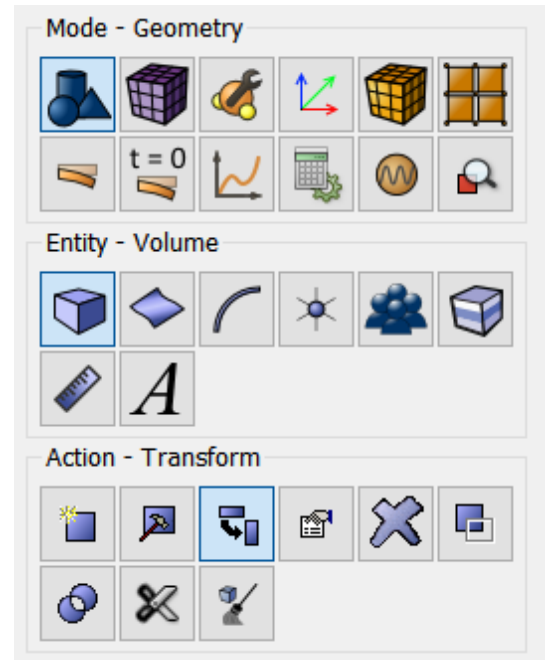 Mode - Geometry
t = 0
Entity - Volume
A
Action - Transform